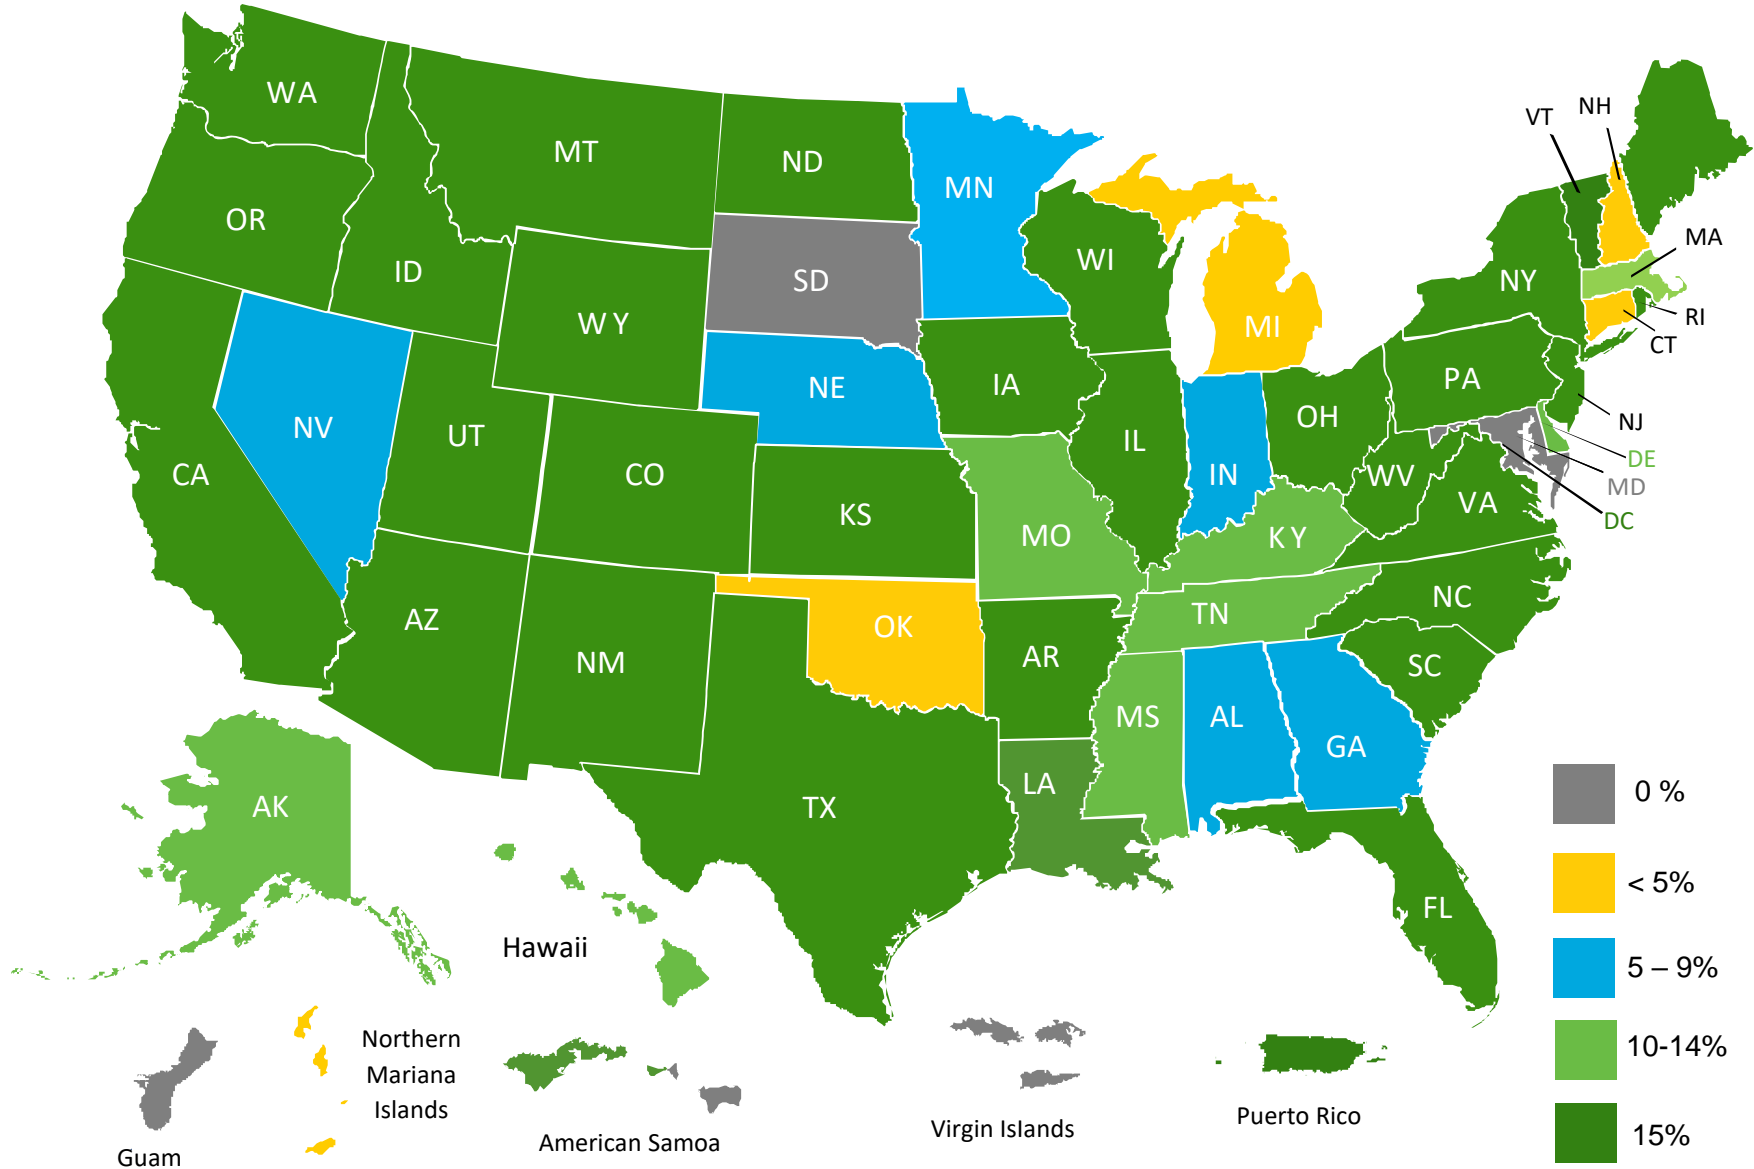 WA
MT
ND
MN
VT
NH
OR
ID
WY
SD
WI
MI
NY
MA
RI
CT
NV
UT
CO
NE
IA
IL
IN
OH
PA
NJ
CA
KS
MO
KY
WV
VA
DE
MD
DC
AZ
NM
OK
AR
TN
NC
SC
TX
LA
MS
AL
GA
FL
AK
Hawaii
0 %
< 5%
5 – 9%
10-14%
15%
Guam
Northern
Mariana
Islands
American Samoa
Virgin Islands
Puerto Rico